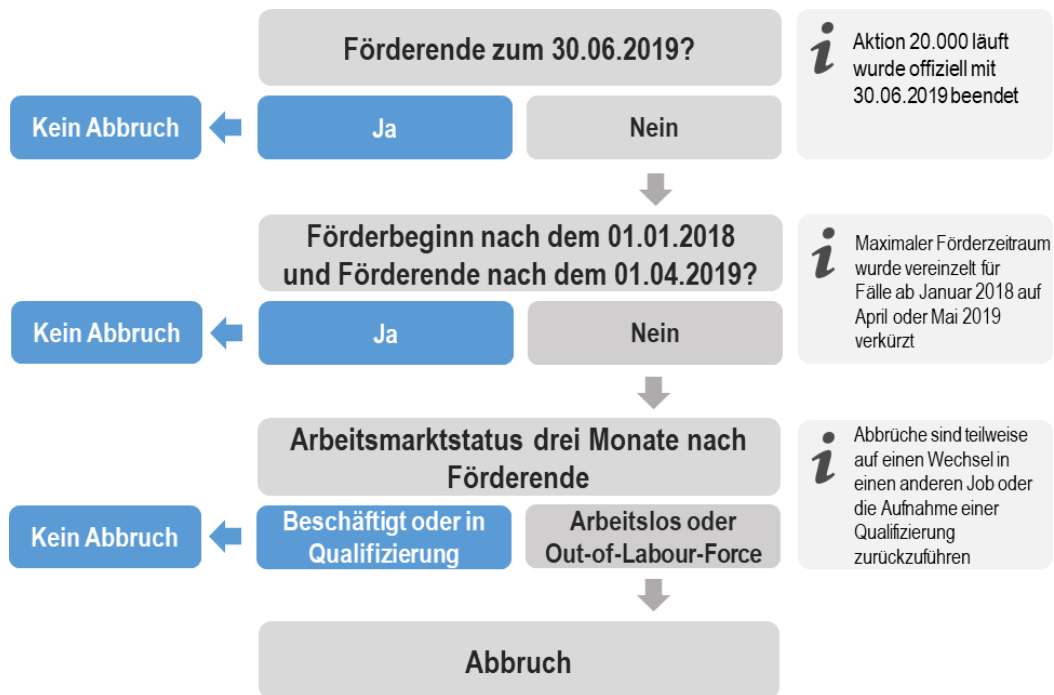 Förderende zum 30.06.2019?
Aktion 20.000 läuft
wurde offiziell mit
30.06.2019 beendet
Kein Abbruch
Ja
Nein
Förderbeginn nach dem 01.01.2018
und Förderende nach dem 01.04.2019?
Maximaler Förderzeitraum
wurde vereinzelt für
Fälle ab Januar 2018 auf
April oder Mai 2019
verkürzt
Kein Abbruch
Ja
Nein
Arbeitsmarktstatus drei Monate nach
Förderende
Abbrüche sind teilweise
auf einen Wechsel in
einen anderen Job oder
die Aufnahme einer
Qualifizierung
zurückzuführen
Kein Abbruch
Beschäftigt oder in
Qualifizierung
Arbeitslos oder
Out-of-Labour-Force
Abbruch